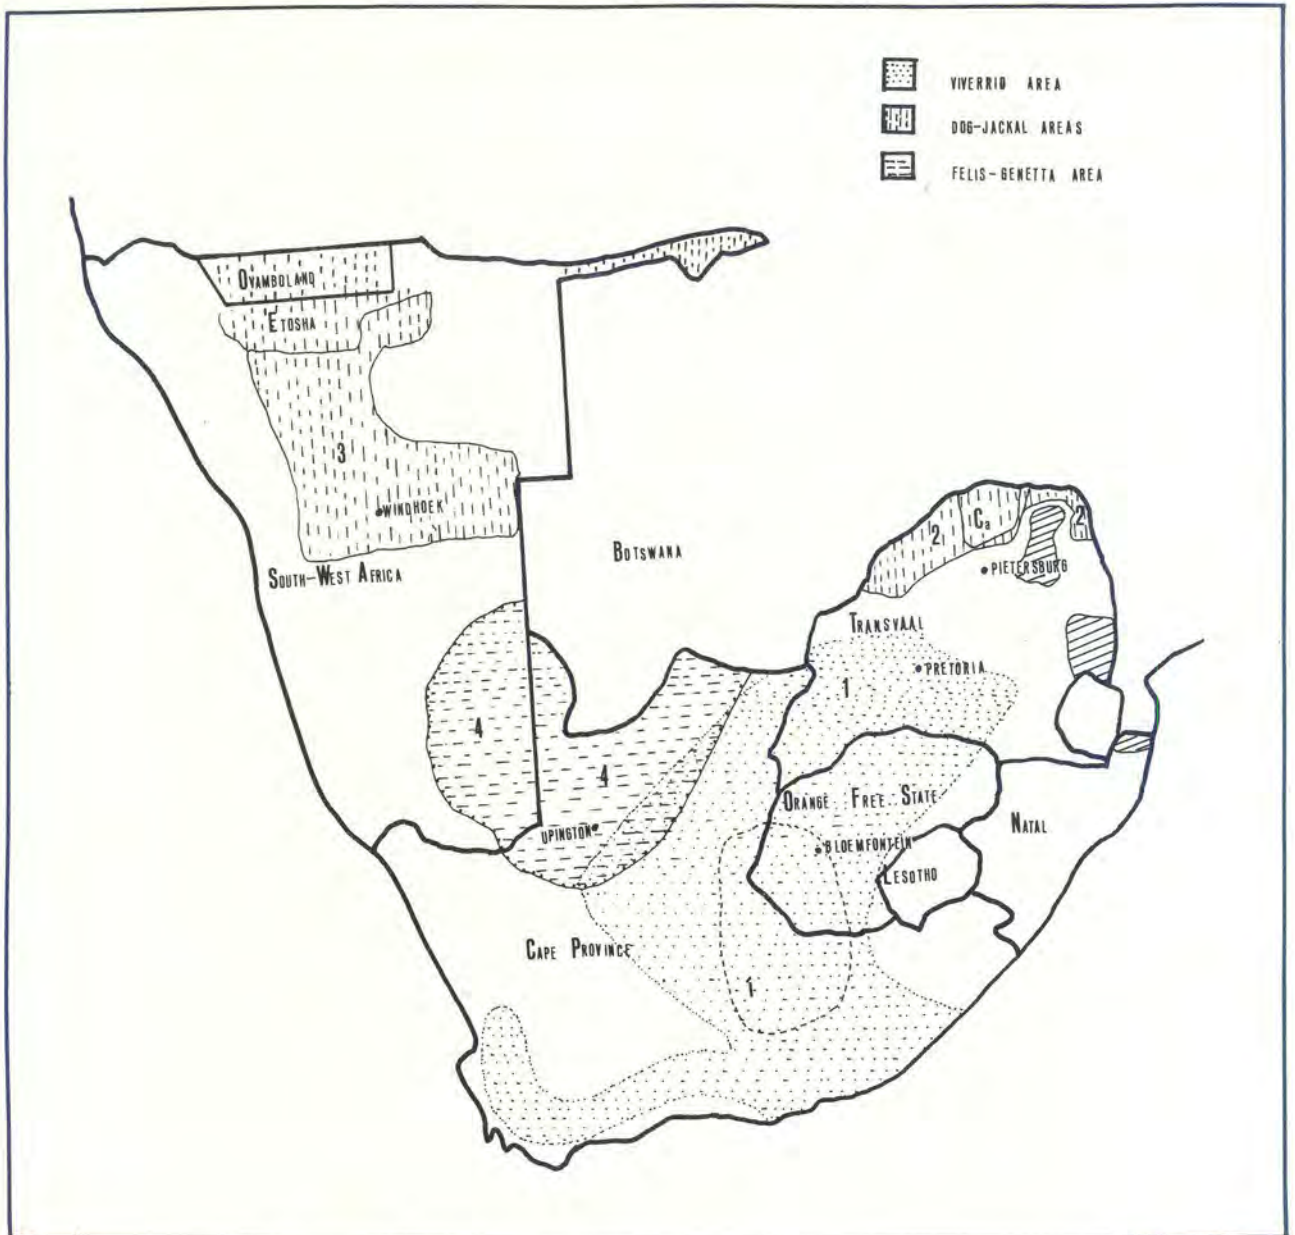 VIVERRID AREA
DOG-JACKAL AREAS
FELIS-GENETTA AREA
OVAMBOLAND
ETOSHA
3
WINDHOEK
SOUTH-WEST AFRICA
BOTSWANA
2
Ca
2
PIETERSBURG
TRANSVAAL
PRETORIA
1
4
4
UPINGTON
ORANGE FREE STATE
BLOEMFONTEIN
LESOTHO
NATAL
CAPE PROVINCE
1